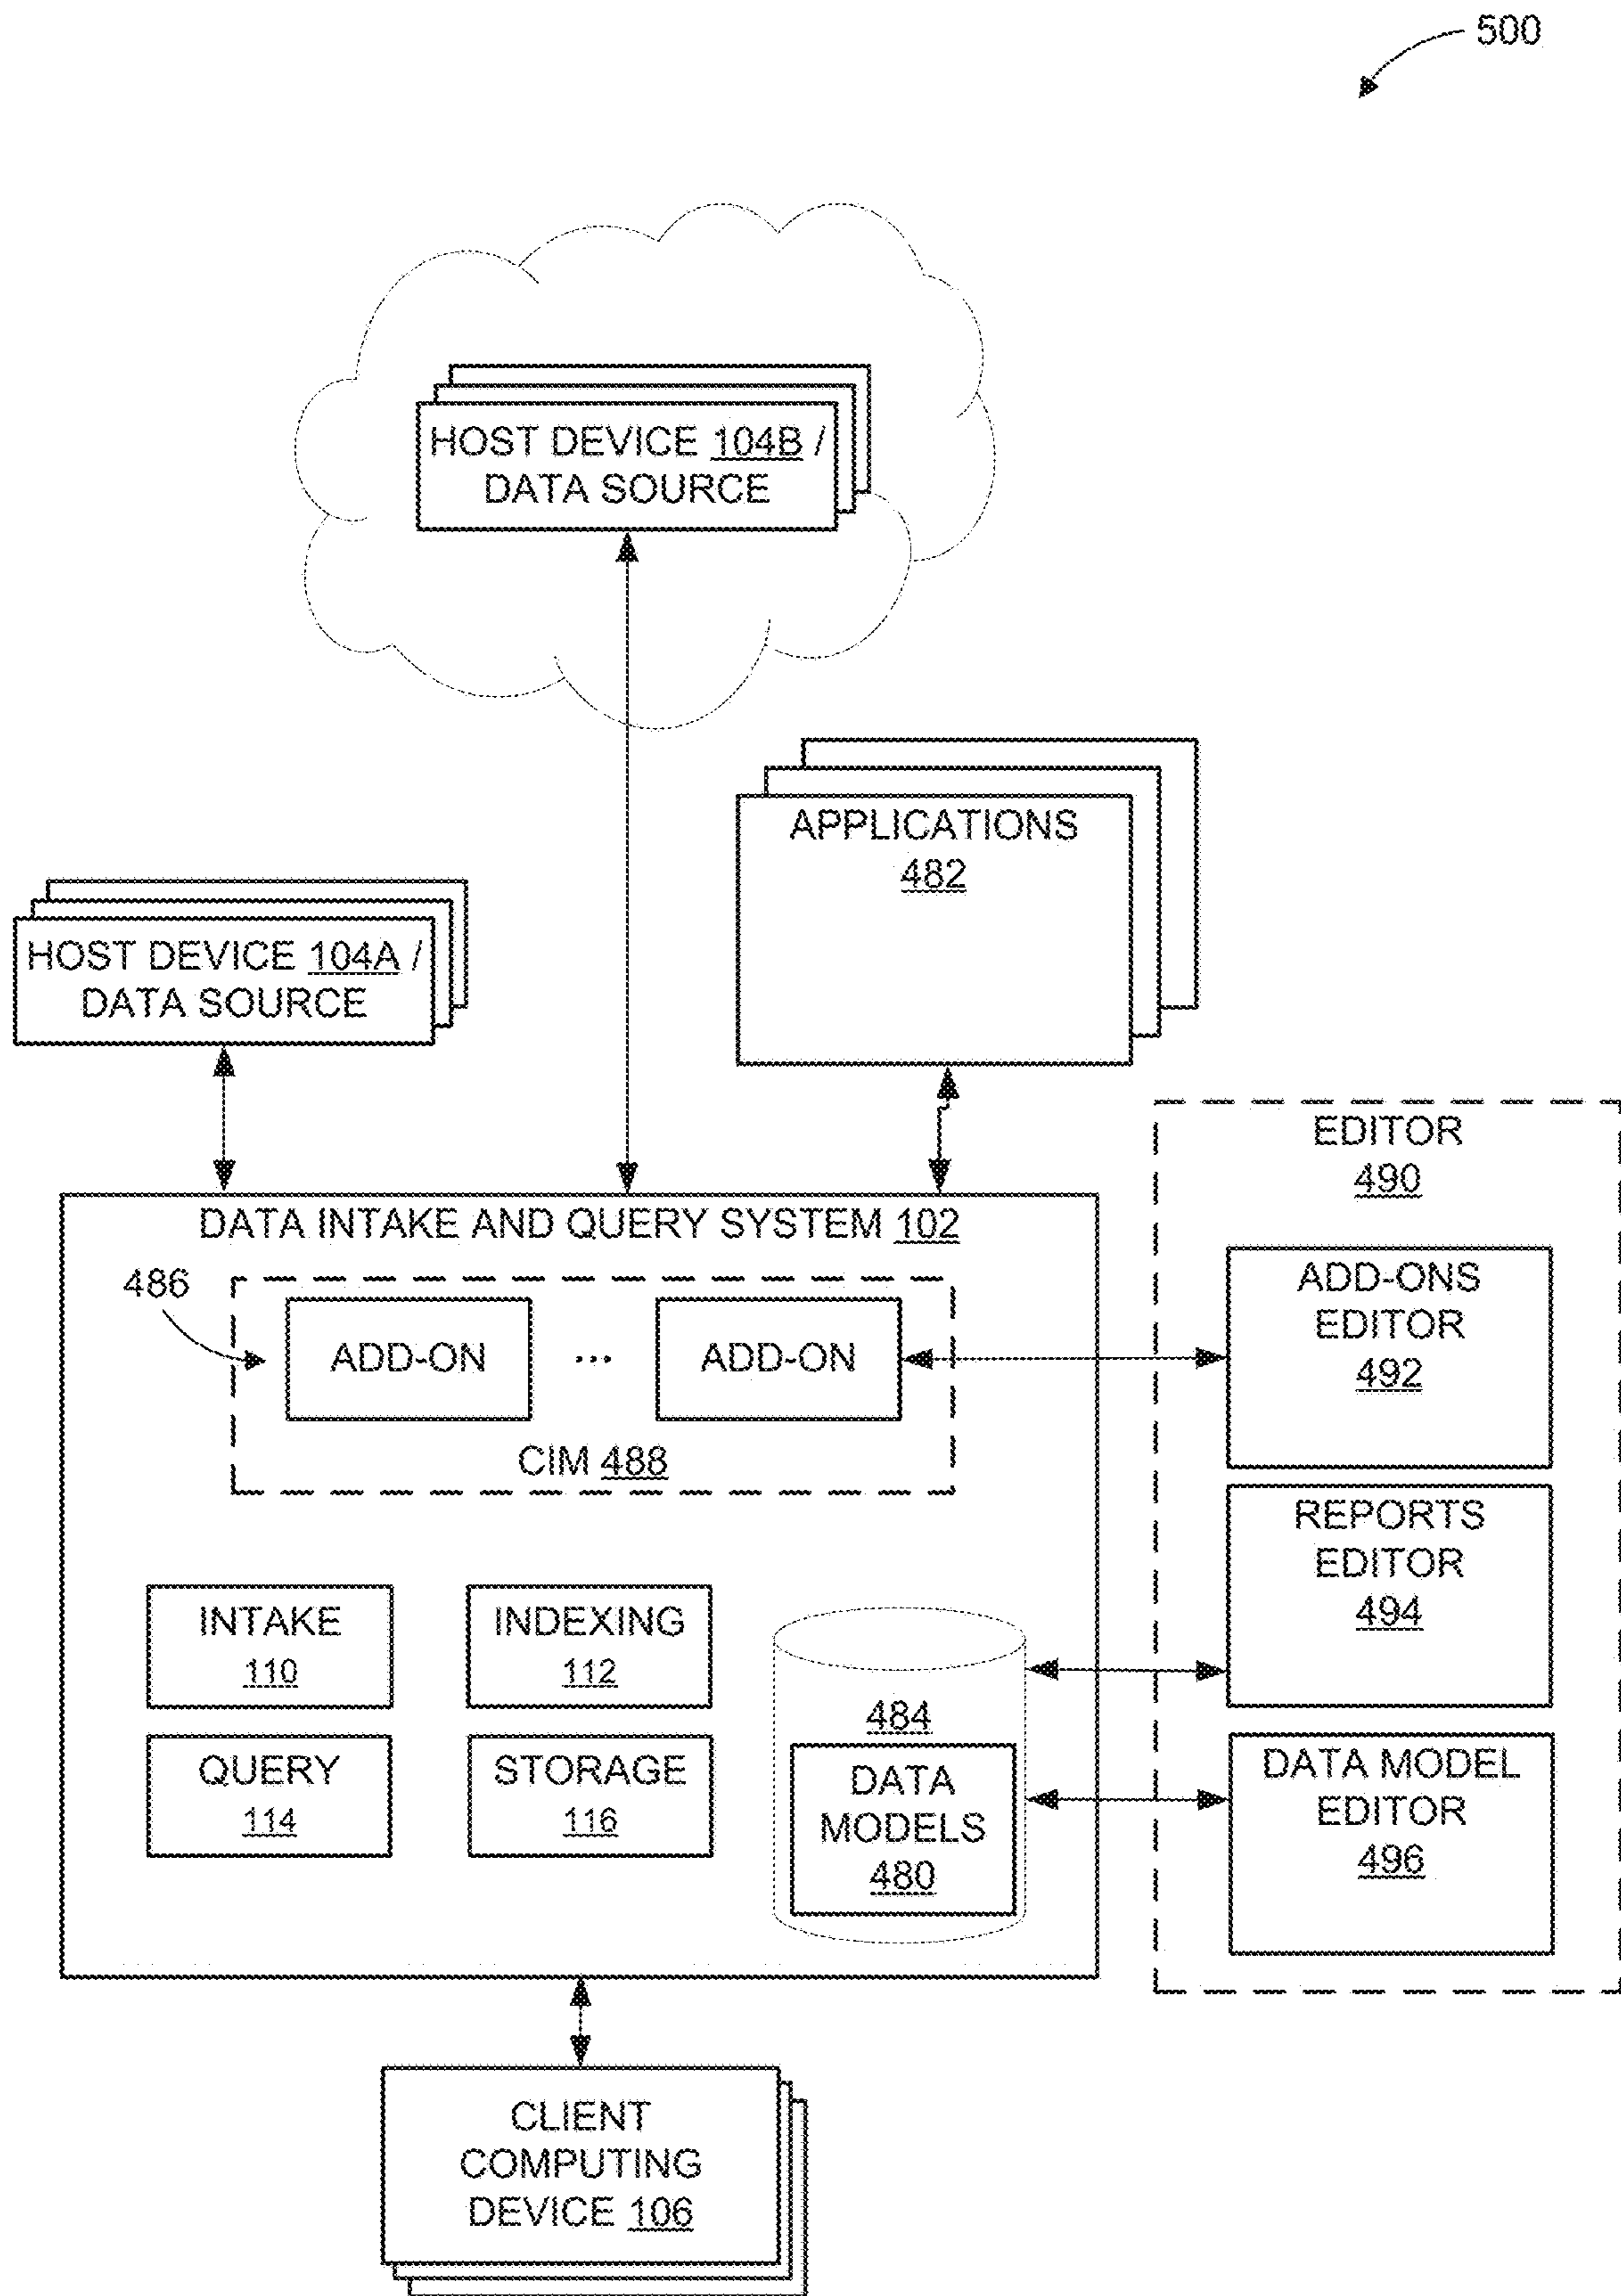 500
HOST DEVICE 104B /
DATA SOURCE
APPLICATIONS
482
HOST DEVICE 104A /
DATA SOURCE
EDITOR
490
DATA INTAKE AND QUERY SYSTEM 102
486
ADD-ON ... ADD-ON
CIM 488
ADD-ONS
EDITOR
492
REPORTS
EDITOR
494
INTAKE
110
INDEXING
112
QUERY
114
STORAGE
116
484
DATA
MODELS
480
DATA MODEL
EDITOR
496
CLIENT
COMPUTING
DEVICE 106